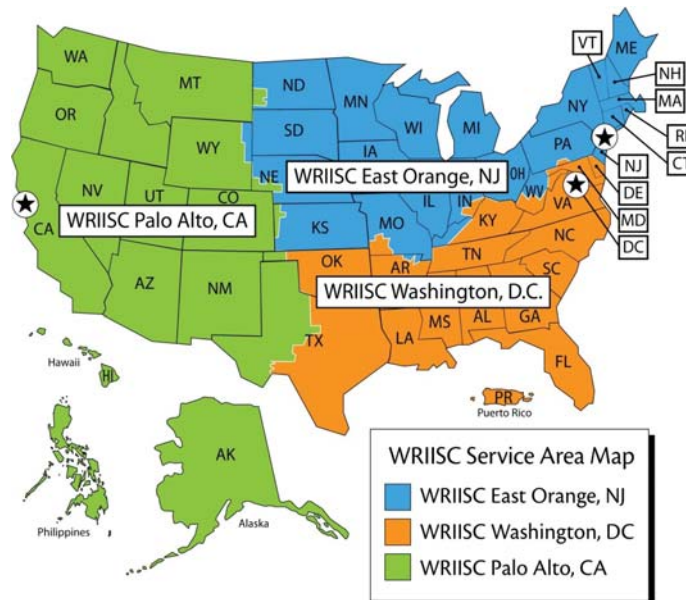 WA
OR
MT
ND
MN
SD
WI
MI
NY
VT
ME
NH
MA
RI
CT
WY
IA
PA
NJ
NE
WRIISC East Orange, NJ
OH
DE
MD
DC
NV
UT
CO
IL
IN
WV
VA
CA
WRIISC Palo Alto, CA
KS
MO
KY
NC
AZ
NM
OK
AR
TN
SC
WRIISC Washington, D.C.
TX
LA
MS
AL
GA
FL
Hawaii
HI
PR
Puerto Rico
AK
Philippines
Alaska
WRIISC Service Area Map
WRIISC East Orange, NJ
WRIISC Washington, DC
WRIISC Palo Alto, CA